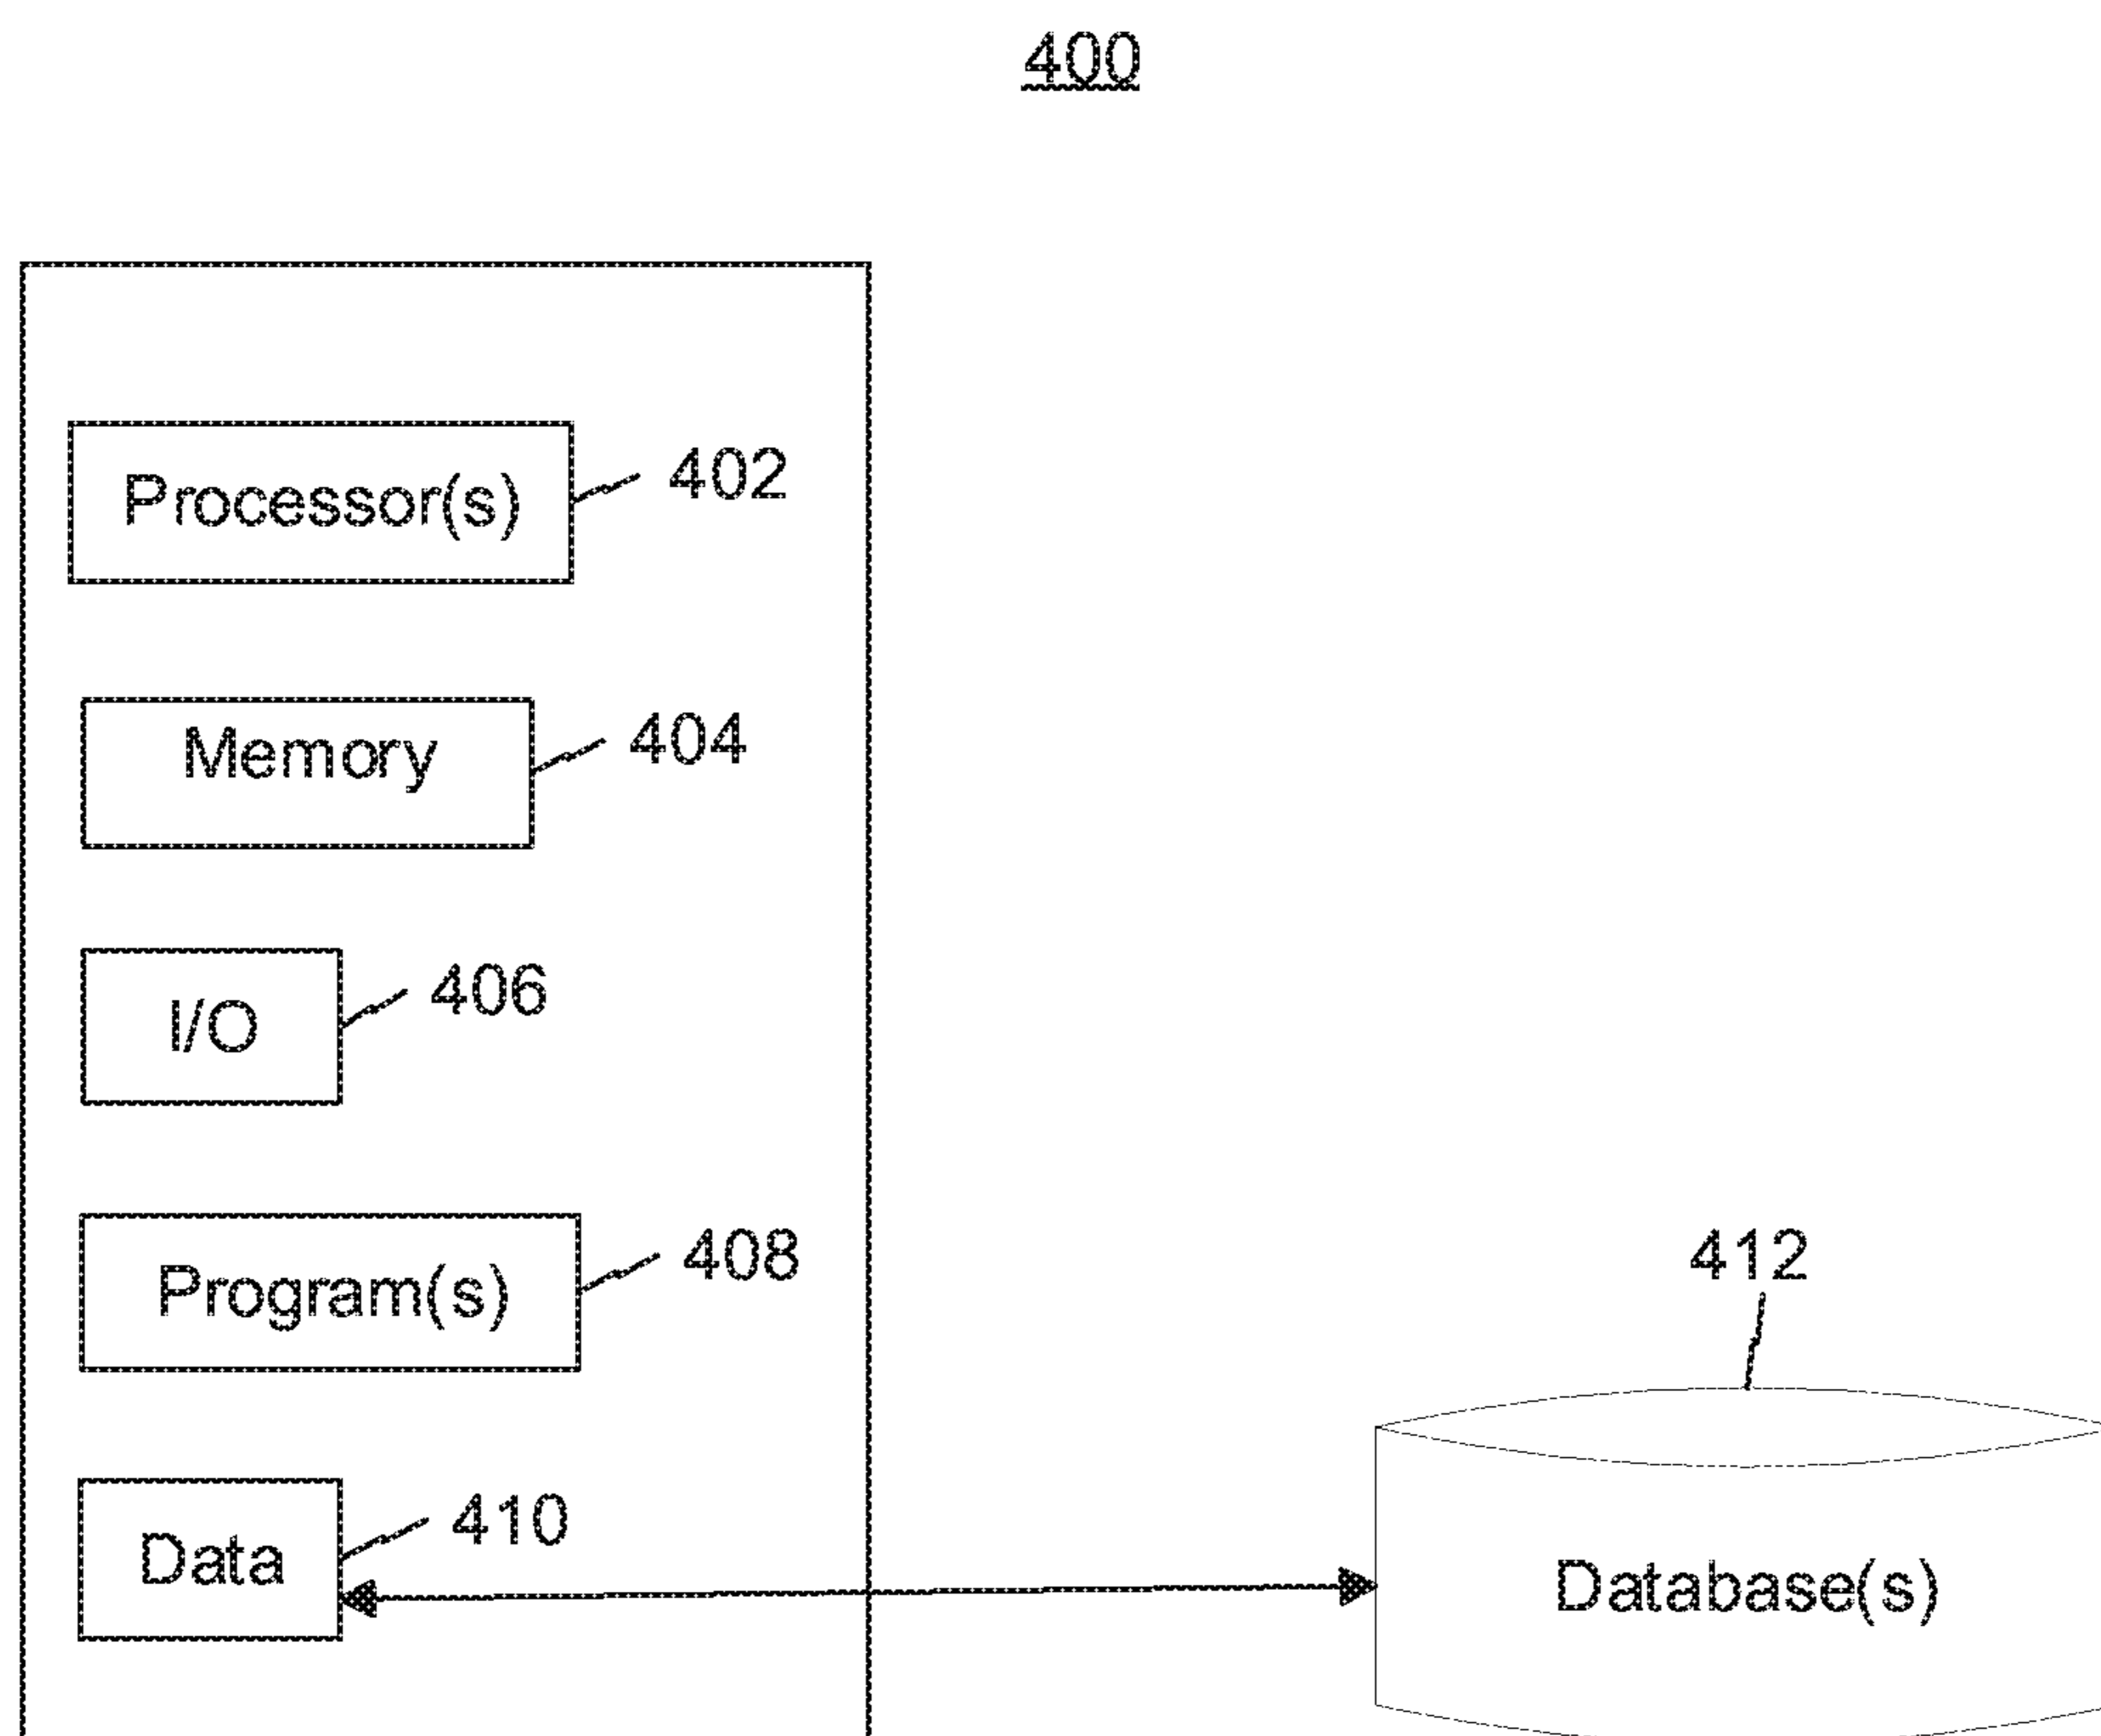 400
Processor(s)
402
Memory
404
I/O
406
Program(s)
408
412
Data
410
Database(s)